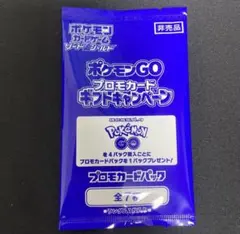 ポケモン
カードゲーム
ソード&シールド
非売品
ポケモンGO
プロモカード
ギフトキャンペーン
Pokémon
GO
を4パック購入ごとに
プロモカードパックを1パックプレゼント!
プロモカードパック